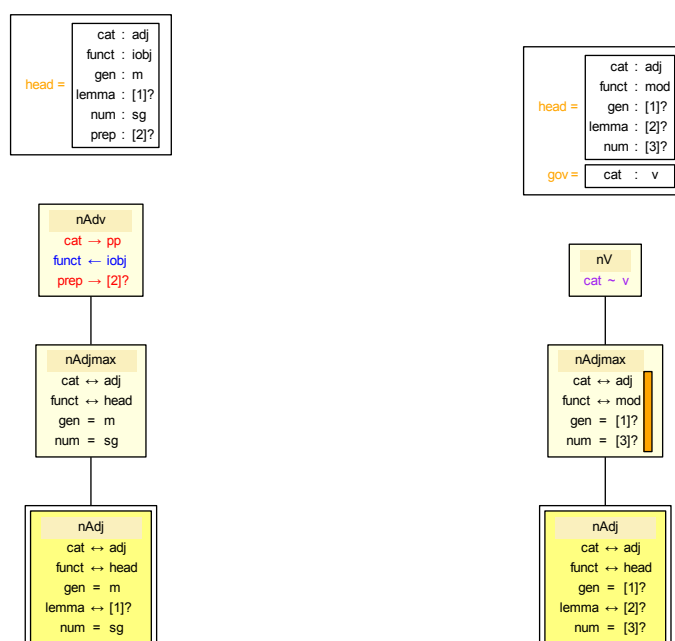 cat : adj
funct : iobj
gen : m
head =
lemma : [1]?
num : sg
prep : [2]?
nAdv
cat → pp
funct ← iobj
prep → [2]?
nAdjmax
cat ↔ adj
funct ↔ head
gen = m
num = sg
nAdj
cat ↔ adj
funct ↔ head
gen = m
lemma ↔ [1]?
num = sg
cat : adj
funct : mod
head = gen : [1]?
lemma : [2]?
num : [3]?
gov = cat : v
nV
cat ~ v
nAdjmax
cat ↔ adj
funct ↔ mod
gen = [1]?
num = [3]?
nAdj
cat ↔ adj
funct ↔ head
gen = [1]?
lemma ↔ [2]?
num = [3]?